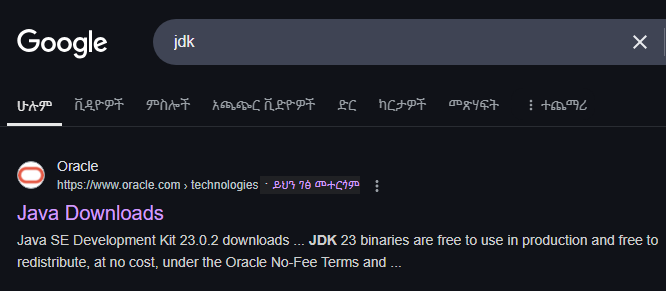 Google
jdk
ሁሉም ቪዲዮዎች ምስሎች አጫጭር ቪድዮዎች ድር ካርታዎች መጽሃፍት ተጨማሪ
Oracle
https://www.oracle.com › technologies · ይህን ገፅ መተርጎም
Java Downloads
Java SE Development Kit 23.0.2 downloads ... JDK 23 binaries are free to use in production and free to
redistribute, at no cost, under the Oracle No-Fee Terms and ...